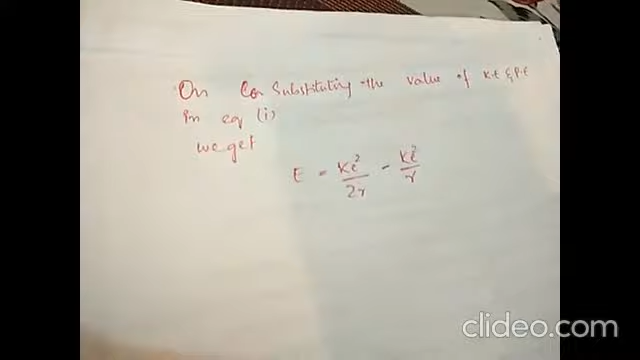 On Con Substituting the value of K.E & P.E
in eq (i)
we get
E = Ke²/2r - Ke²/r
clideo.com